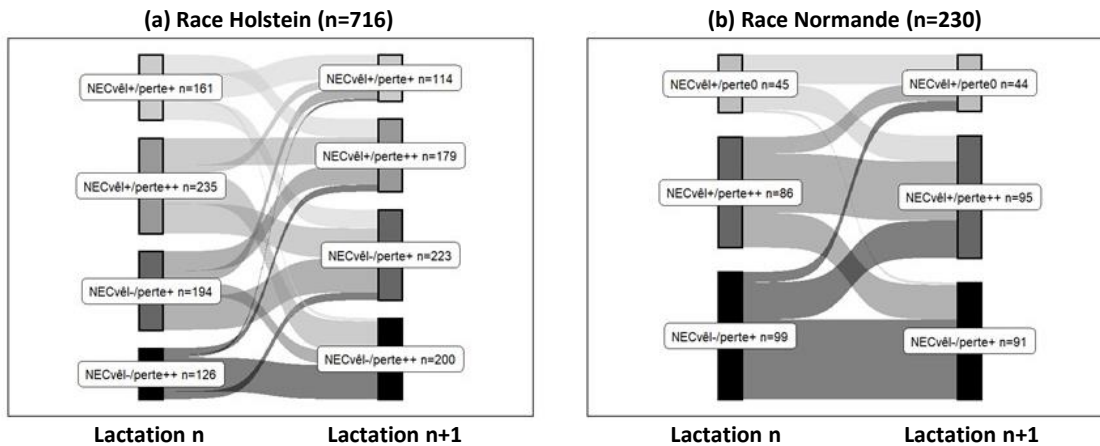 (a) Race Holstein (n=716)
NECvêl+/perte+ n=161
NECvêl+/perte++ n=235
NECvêl-/perte+ n=194
NECvêl-/perte++ n=126
NECvêl+/perte+ n=114
NECvêl+/perte++ n=179
NECvêl-/perte+ n=223
NECvêl-/perte++ n=200
Lactation n
Lactation n+1
(b) Race Normande (n=230)
NECvêl+/perte0 n=45
NECvêl+/perte++ n=86
NECvêl-/perte+ n=99
NECvêl+/perte0 n=44
NECvêl+/perte++ n=95
NECvêl-/perte+ n=91
Lactation n
Lactation n+1